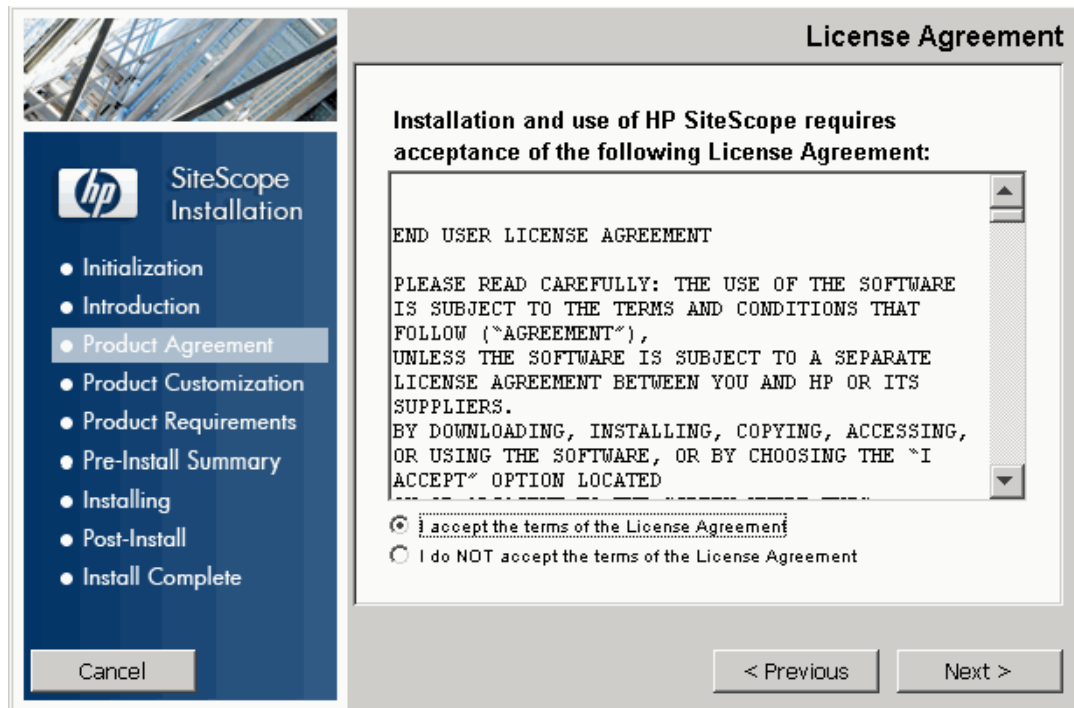 License Agreement
hp
SiteScope
Installation
Initialization
Introduction
Product Agreement
Product Customization
Product Requirements
Pre-Install Summary
Installing
Post-Install
Install Complete
Cancel
Installation and use of HP SiteScope requires
acceptance of the following License Agreement:
END USER LICENSE AGREEMENT
PLEASE READ CAREFULLY: THE USE OF THE SOFTWARE
IS SUBJECT TO THE TERMS AND CONDITIONS THAT
FOLLOW ("AGREEMENT"),
UNLESS THE SOFTWARE IS SUBJECT TO A SEPARATE
LICENSE AGREEMENT BETWEEN YOU AND HP OR ITS
SUPPLIERS.
BY DOWNLOADING, INSTALLING, COPYING, ACCESSING,
OR USING THE SOFTWARE, OR BY CHOOSING THE "I
ACCEPT" OPTION LOCATED
I accept the terms of the License Agreement
I do NOT accept the terms of the License Agreement
< Previous
Next >